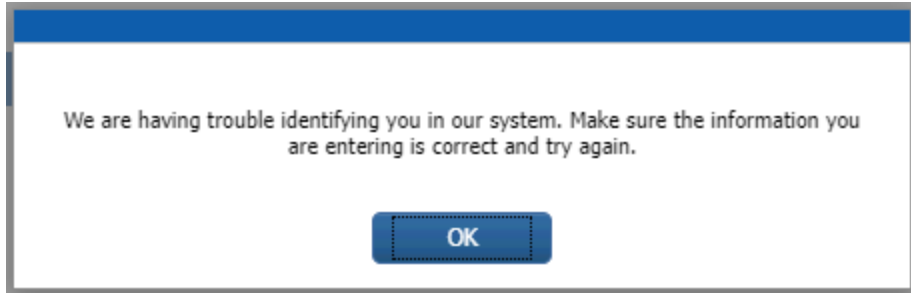 We are having trouble identifying you in our system. Make sure the information you
are entering is correct and try again.
OK